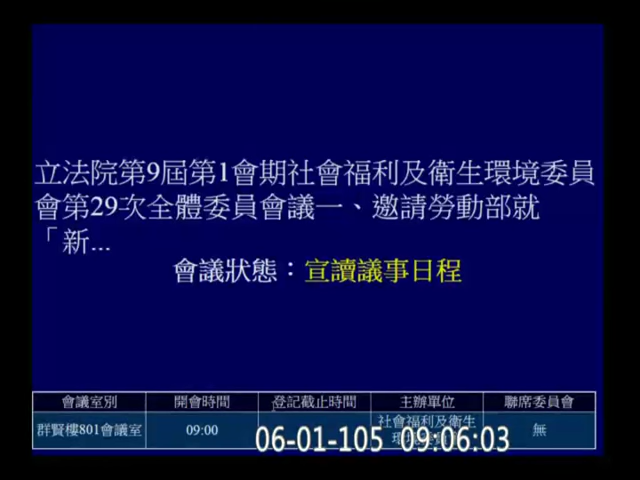 立法院第9屆第1會期社會福利及衛生環境委員
會第29次全體委員會議一、邀請勞動部就
「新...
會議狀態：宣讀議事日程
會議室別 開會時間 登記截止時間 主辦單位 聯席委員會
群賢樓801會議室 09:00 社會福利及衛生 無
06-01-105 09:06:03